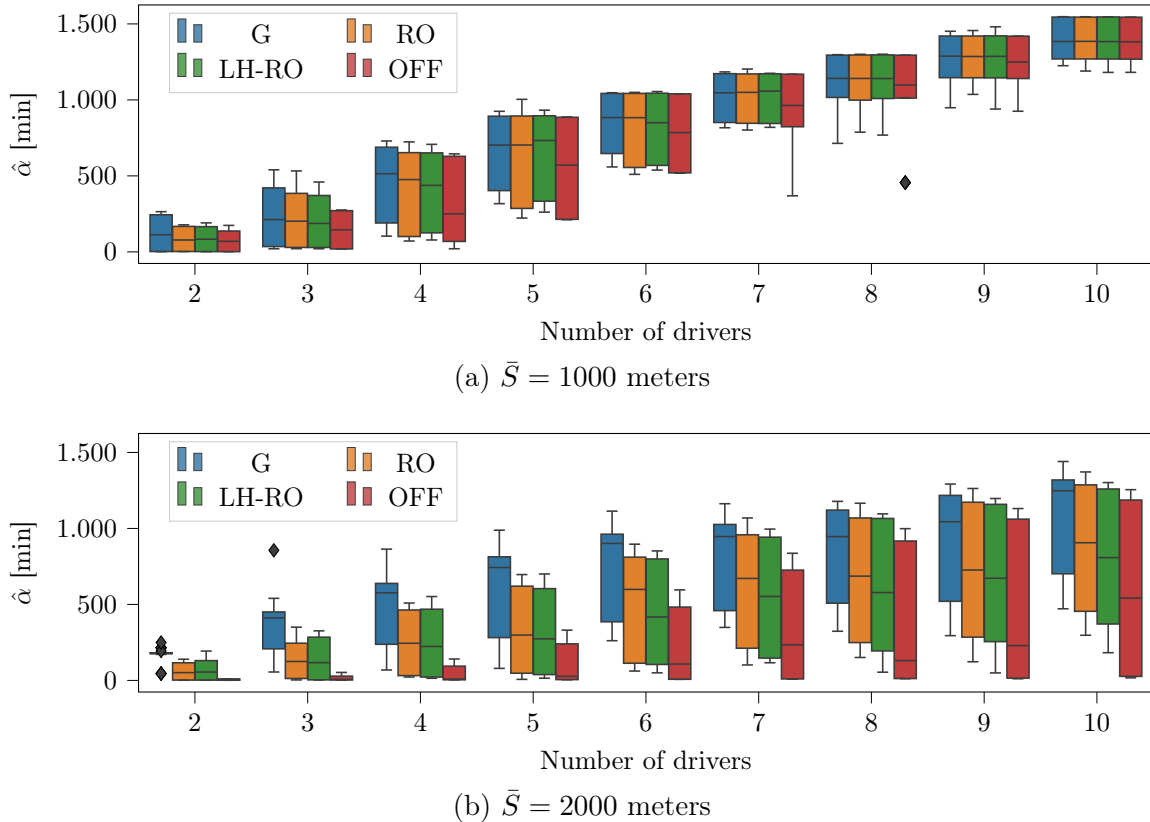 1.500
1.000
500
0
α̂ [min]
G
RO
LH-RO
OFF
2 3 4 5 6 7 8 9 10
Number of drivers
(a) S̄ = 1000 meters
1.500
1.000
500
0
α̂ [min]
G
RO
LH-RO
OFF
2 3 4 5 6 7 8 9 10
Number of drivers
(b) S̄ = 2000 meters